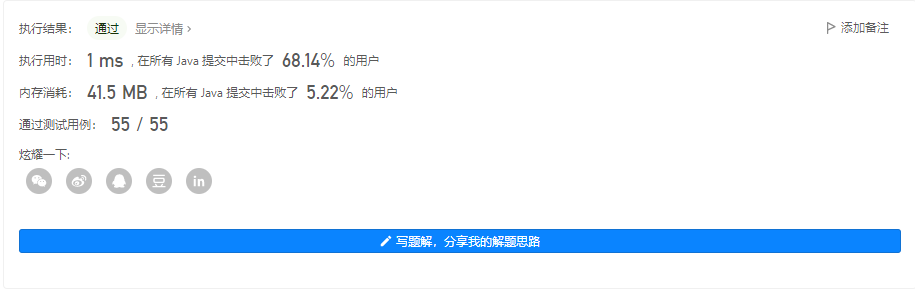 执行结果： 通过 显示详情 › 添加备注
执行用时： 1 ms , 在所有 Java 提交中击败了 68.14% 的用户
内存消耗： 41.5 MB , 在所有 Java 提交中击败了 5.22% 的用户
通过测试用例： 55 / 55
炫耀一下:
豆 in
写题解，分享我的解题思路